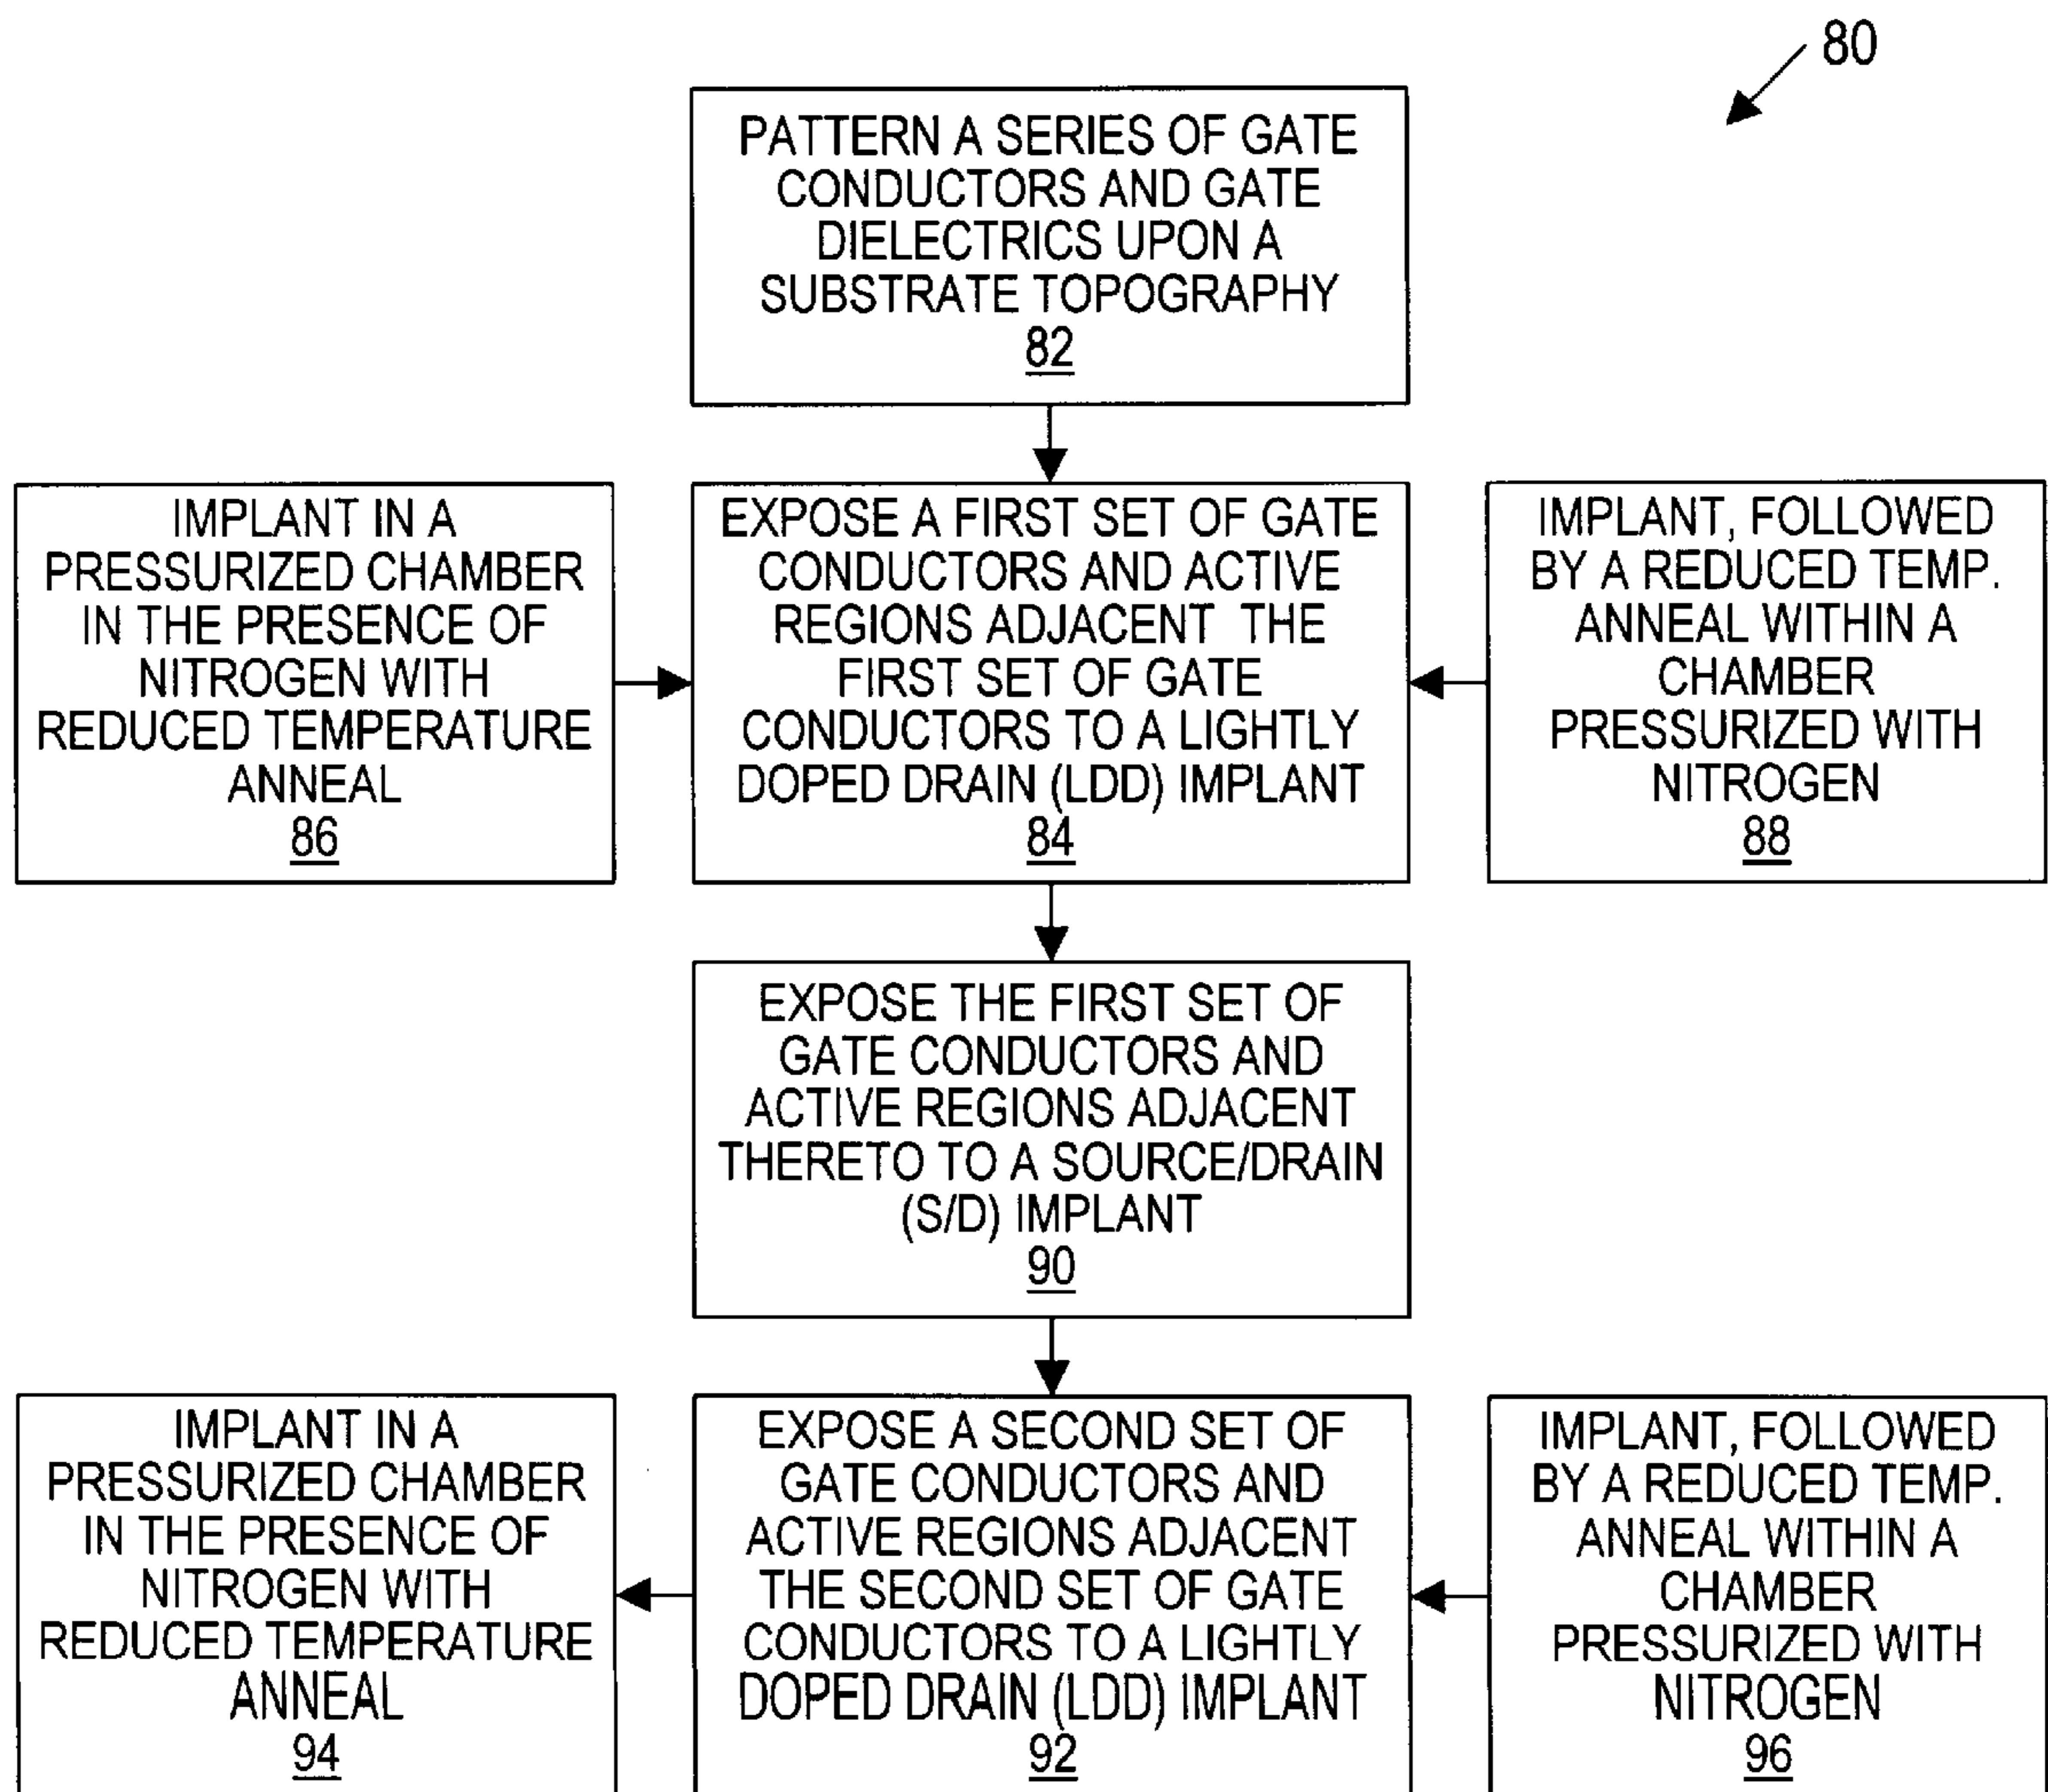 80
PATTERN A SERIES OF GATE
CONDUCTORS AND GATE
DIELECTRICS UPON A
SUBSTRATE TOPOGRAPHY
82
IMPLANT IN A
PRESSURIZED CHAMBER
IN THE PRESENCE OF
NITROGEN WITH
REDUCED TEMPERATURE
ANNEAL
86
EXPOSE A FIRST SET OF GATE
CONDUCTORS AND ACTIVE
REGIONS ADJACENT THE
FIRST SET OF GATE
CONDUCTORS TO A LIGHTLY
DOPED DRAIN (LDD) IMPLANT
84
IMPLANT, FOLLOWED
BY A REDUCED TEMP.
ANNEAL WITHIN A
CHAMBER
PRESSURIZED WITH
NITROGEN
88
EXPOSE THE FIRST SET OF
GATE CONDUCTORS AND
ACTIVE REGIONS ADJACENT
THERETO TO A SOURCE/DRAIN
(S/D) IMPLANT
90
IMPLANT IN A
PRESSURIZED CHAMBER
IN THE PRESENCE OF
NITROGEN WITH
REDUCED TEMPERATURE
ANNEAL
94
EXPOSE A SECOND SET OF
GATE CONDUCTORS AND
ACTIVE REGIONS ADJACENT
THE SECOND SET OF GATE
CONDUCTORS TO A LIGHTLY
DOPED DRAIN (LDD) IMPLANT
92
IMPLANT, FOLLOWED
BY A REDUCED TEMP.
ANNEAL WITHIN A
CHAMBER
PRESSURIZED WITH
NITROGEN
96